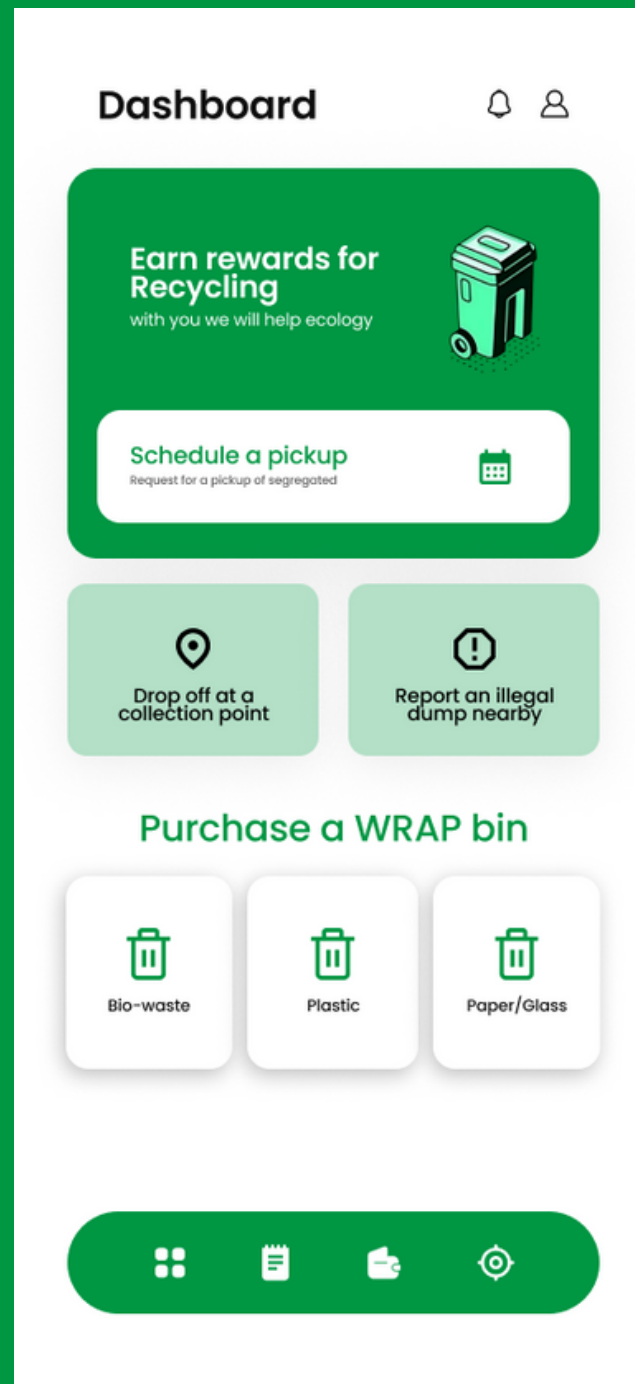 Dashboard
Earn rewards for
Recycling
with you we will help ecology
Schedule a pickup
Request for a pickup of segregated
Drop off at a
collection point
Report an illegal
dump nearby
Purchase a WRAP bin
Bio-waste
Plastic
Paper/Glass